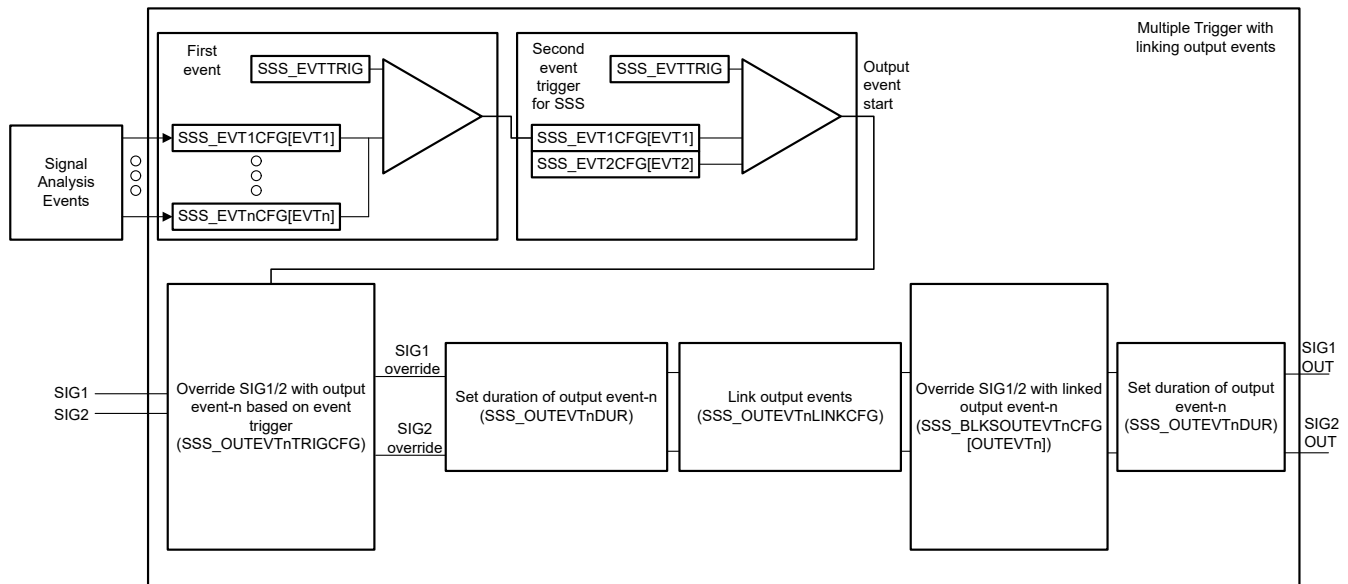 Multiple Trigger with
linking output events
First
event
SSS_EVTTRIG
SSS_EVT1CFG[EVT1]
SSS_EVTnCFG[EVTn]
Second
event
trigger
for SSS
SSS_EVTTRIG
SSS_EVT1CFG[EVT1]
SSS_EVT2CFG[EVT2]
Output
event
start
Signal
Analysis
Events
SIG1
SIG2
Override SIG1/2 with output
event-n based on event
trigger
(SSS_OUTEVTnTRIGCFG)
SIG1
override
SIG2
override
Set duration of output event-n
(SSS_OUTEVTnDUR)
Link output events
(SSS_OUTEVTnLINKCFG)
Override SIG1/2 with linked
output event-n
(SSS_BLKSOUTEVTnCFG
[OUTEVTn])
Set duration of output
event-n
(SSS_OUTEVTnDUR)
SIG1
OUT
SIG2
OUT